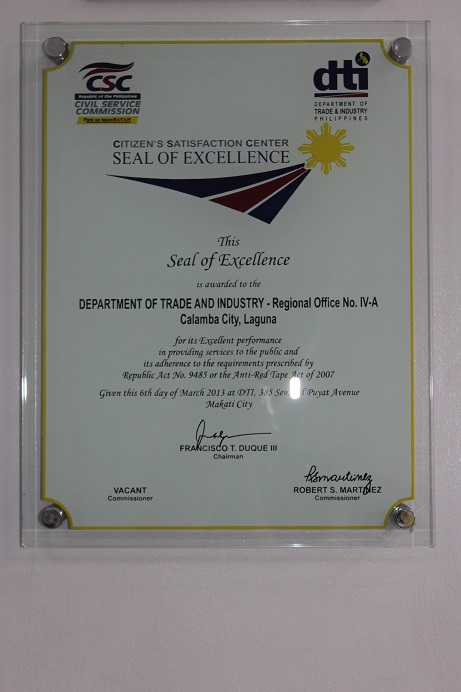 CSC
Republic of the Philippines
CIVIL SERVICE
COMMISSION
dti
DEPARTMENT OF
TRADE & INDUSTRY
PHILIPPINES
CITIZEN'S SATISFACTION CENTER
SEAL OF EXCELLENCE
This
Seal of Excellence
is awarded to the
DEPARTMENT OF TRADE AND INDUSTRY - Regional Office No. IV-A
Calamba City, Laguna
for its Excellent performance
in providing services to the public and
its adherence to the requirements prescribed by
Republic Act No. 9485 or the Anti-Red Tape Act of 2007
Given this 6th day of March 2013 at DTI, 385 Puyat Avenue
Makati City
FRANCISCO T. DUQUE III
Chairman
VACANT
Commissioner
ROBERT S. MARTINEZ
Commissioner